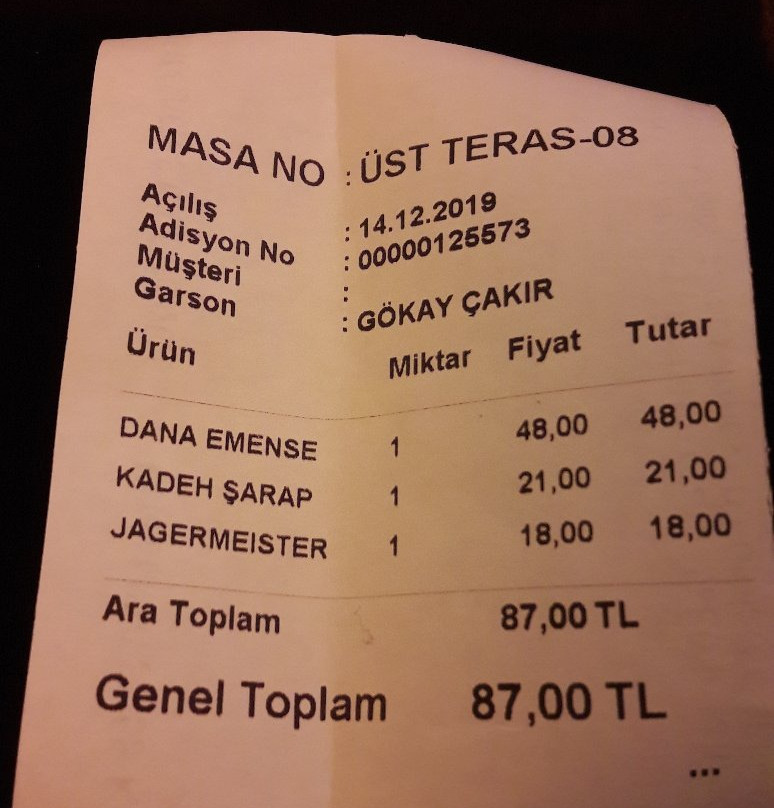 MASA NO : ÜST TERAS-08
Açılış : 14.12.2019
Adisyon No : 00000125573
Müşteri :
Garson : GÖKAY ÇAKIR
Ürün Miktar Fiyat Tutar
DANA EMENSE 1 48,00 48,00
KADEH ŞARAP 1 21,00 21,00
JAGERMEISTER 1 18,00 18,00
Ara Toplam 87,00 TL
Genel Toplam 87,00 TL
...